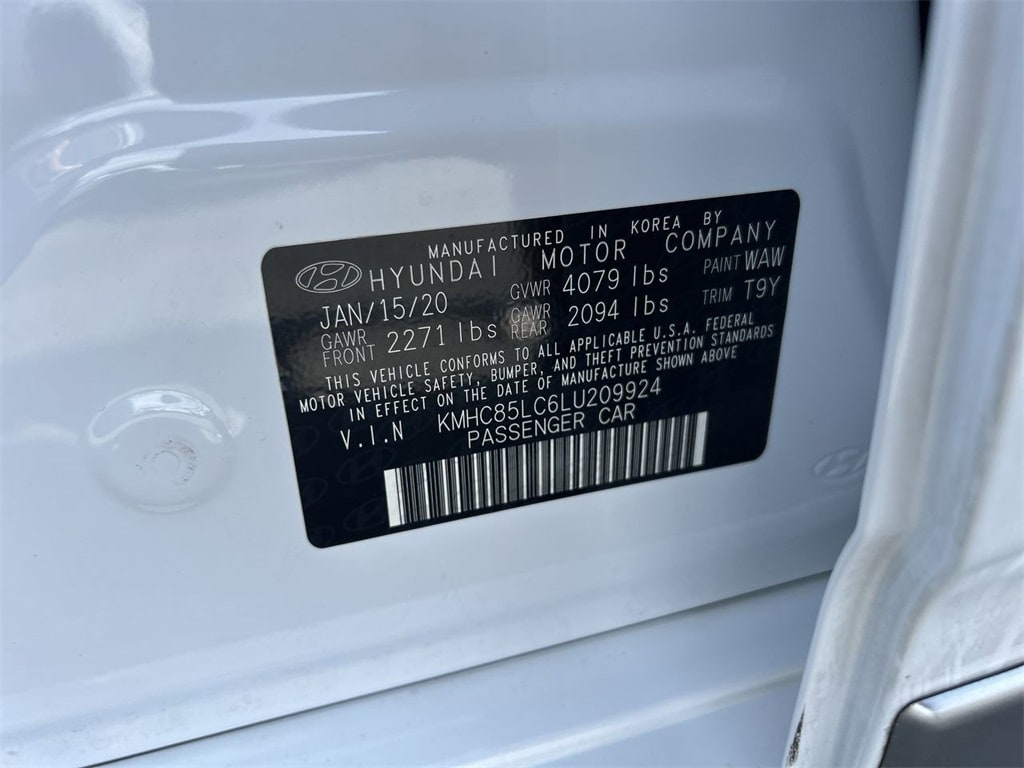 MANUFACTURED IN KOREA BY
HYUNDAI MOTOR COMPANY
JAN/15/20 GVWR 4079 lbs PAINT WAW
GAWR FRONT 2271 lbs GAWR REAR 2094 lbs TRIM T9Y
THIS VEHICLE CONFORMS TO ALL APPLICABLE U.S.A. FEDERAL
MOTOR VEHICLE SAFETY, BUMPER, AND THEFT PREVENTION STANDARDS
IN EFFECT ON THE DATE OF MANUFACTURE SHOWN ABOVE
V.I.N KMHC85LC6LU209924
PASSENGER CAR